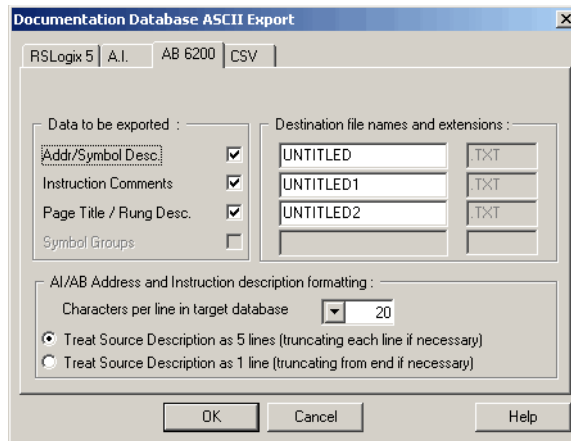 Documentation Database ASCII Export
RSLogix 5 A.I. AB 6200 CSV
Data to be exported :
Destination file names and extensions :
Addr/Symbol Desc. UNTITLED .TXT
Instruction Comments UNTITLED1 .TXT
Page Title / Rung Desc. UNTITLED2 .TXT
Symbol Groups
AI/AB Address and Instruction description formatting :
Characters per line in target database 20
Treat Source Description as 5 lines (truncating each line if necessary)
Treat Source Description as 1 line (truncating from end if necessary)
OK Cancel Help